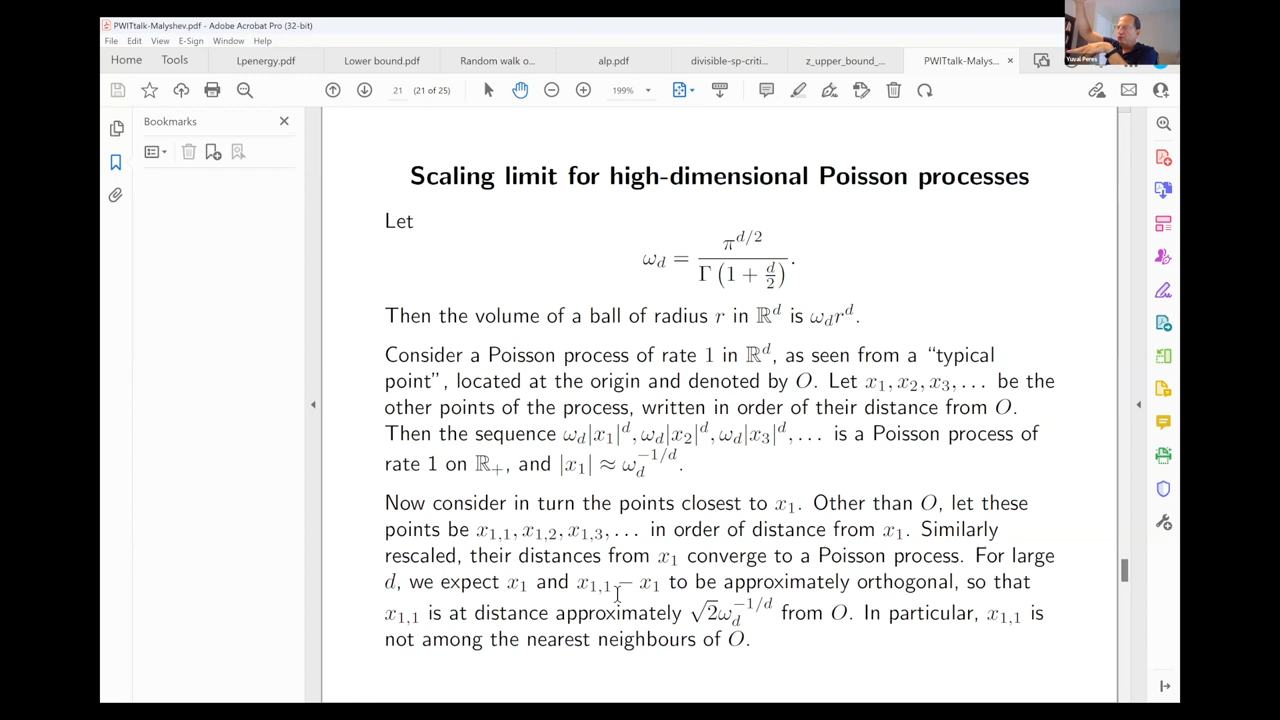 PWITtalk-Malyshev.pdf - Adobe Acrobat Pro (32-bit)
File Edit View E-Sign Window Help
Home Tools Lpenergy.pdf Lower bound.pdf Random walk o... alp.pdf divisible-sp-criti... z_upper_bound_... PWITtalk-Malys... ×
Yuval Peres
21 (21 of 25) 199%
Bookmarks
Scaling limit for high-dimensional Poisson processes
Let
ω_d = π^{d/2} / Γ(1 + d/2).
Then the volume of a ball of radius r in ℝ^d is ω_d r^d.
Consider a Poisson process of rate 1 in ℝ^d, as seen from a “typical
point”, located at the origin and denoted by O. Let x_1, x_2, x_3, ... be the
other points of the process, written in order of their distance from O.
Then the sequence ω_d|x_1|^d, ω_d|x_2|^d, ω_d|x_3|^d, ... is a Poisson process of
rate 1 on ℝ_+, and |x_1| ≈ ω_d^{-1/d}.
Now consider in turn the points closest to x_1. Other than O, let these
points be x_{1,1}, x_{1,2}, x_{1,3}, ... in order of distance from x_1. Similarly
rescaled, their distances from x_1 converge to a Poisson process. For large
d, we expect x_1 and x_{1,1} − x_1 to be approximately orthogonal, so that
x_{1,1} is at distance approximately √2ω_d^{-1/d} from O. In particular, x_{1,1} is
not among the nearest neighbours of O.